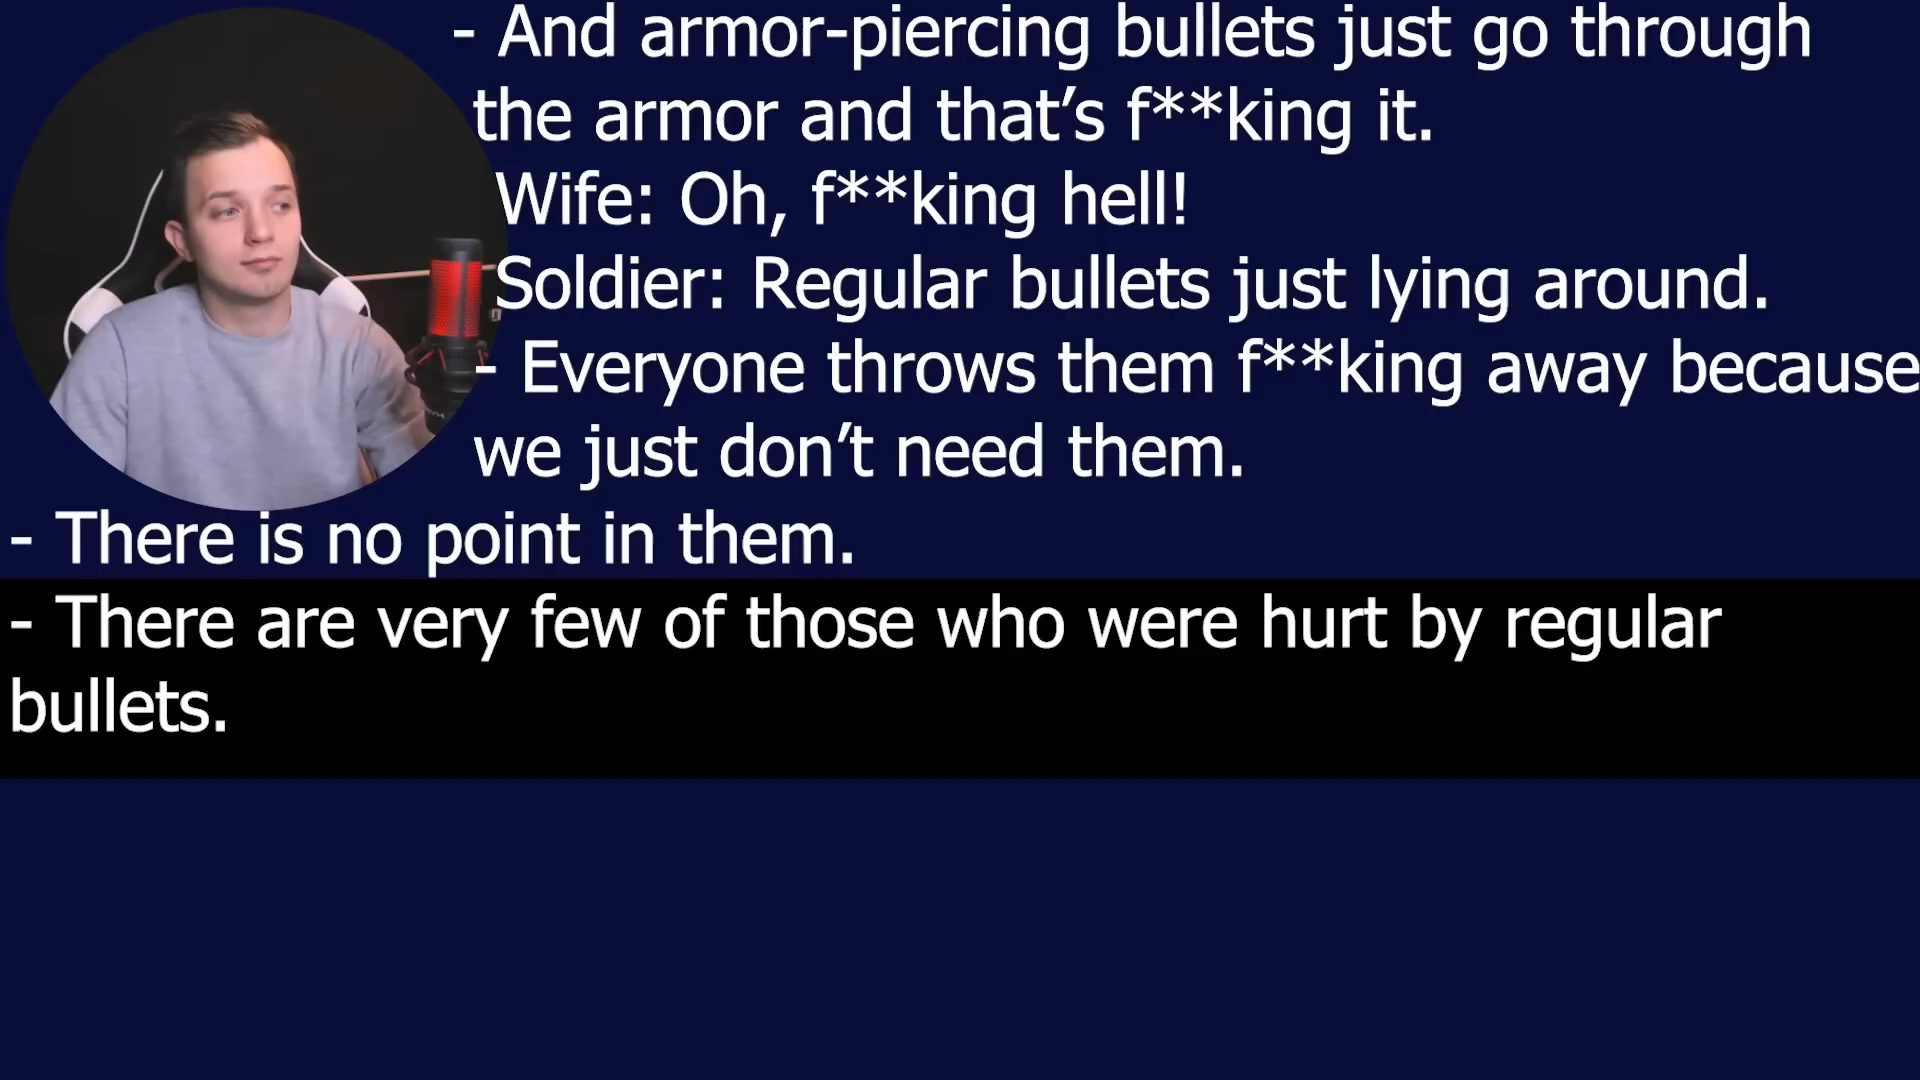 - And armor-piercing bullets just go through
the armor and that’s f**king it.
Wife: Oh, f**king hell!
Soldier: Regular bullets just lying around.
- Everyone throws them f**king away because
we just don’t need them.
- There is no point in them.
- There are very few of those who were hurt by regular
bullets.